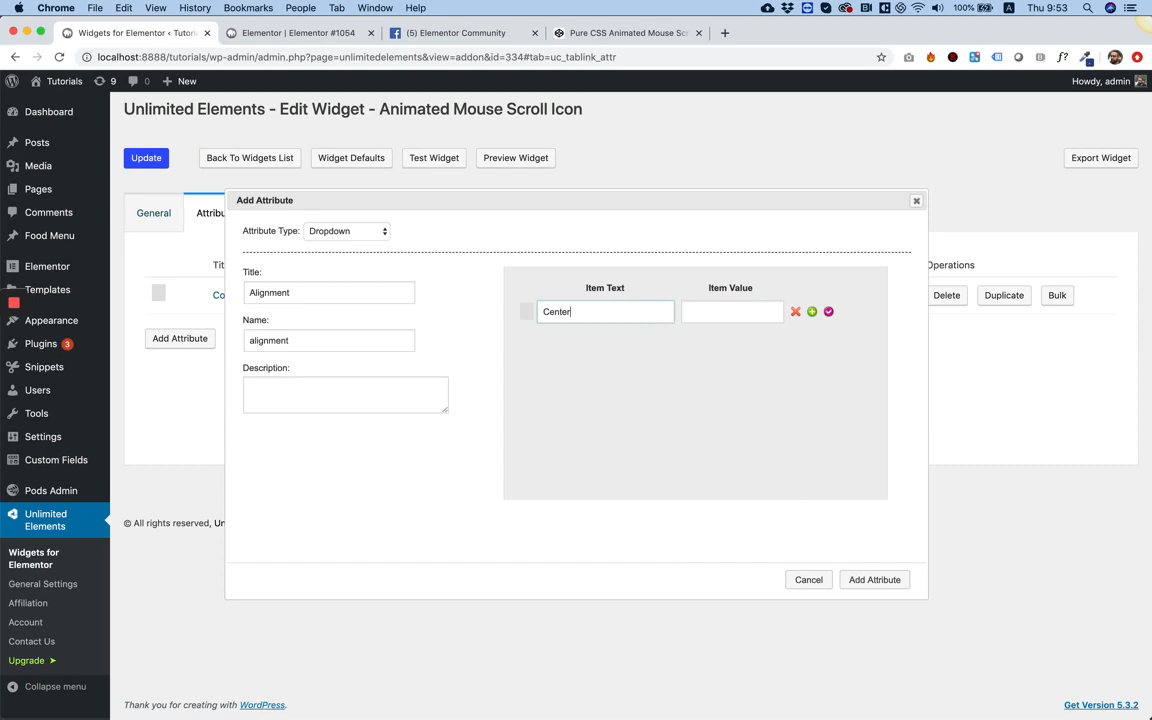 Chrome File Edit View History Bookmarks People Tab Window Help 100% Thu 9:53
Widgets for Elementor < Tutori
Elementor | Elementor #1054
(5) Elementor Community
Pure CSS Animated Mouse Scr
localhost:8888/tutorials/wp-admin/admin.php?page=unlimitedelements&view=addon&id=334#tab=uc_tablink_attr
Tutorials 9 0 New Howdy, admin
Dashboard
Posts
Media
Pages
Comments
Food Menu
Elementor
Templates
Appearance
Plugins 3
Snippets
Users
Tools
Settings
Custom Fields
Pods Admin
Unlimited
Elements
Widgets for
Elementor
General Settings
Affiliation
Account
Contact Us
Upgrade ➤
Collapse menu
Unlimited Elements - Edit Widget - Animated Mouse Scroll Icon
Update Back To Widgets List Widget Defaults Test Widget Preview Widget Export Widget
General Attribu
Tit Operations
Co Delete Duplicate Bulk
Add Attribute
Add Attribute
Attribute Type: Dropdown
Title:
Alignment
Name:
alignment
Description:
Item Text Item Value
Center
Cancel Add Attribute
© All rights reserved, Un
Thank you for creating with WordPress.
Get Version 5.3.2